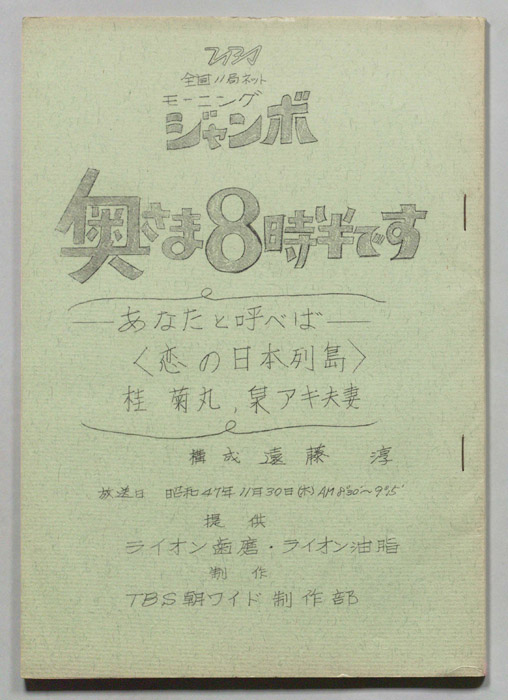 TBS
全国11局ネット
モーニング
ジャンボ
奥さま8時半です
―あなたと呼べば―
〈恋の日本列島〉
桂 菊丸、泉アキ夫妻
構成 遠藤 淳
放送日 昭和47年11月30日(木)AM8°30'~9°15'
提供
ライオン歯磨・ライオン油脂
制作
TBS朝ワイド制作部